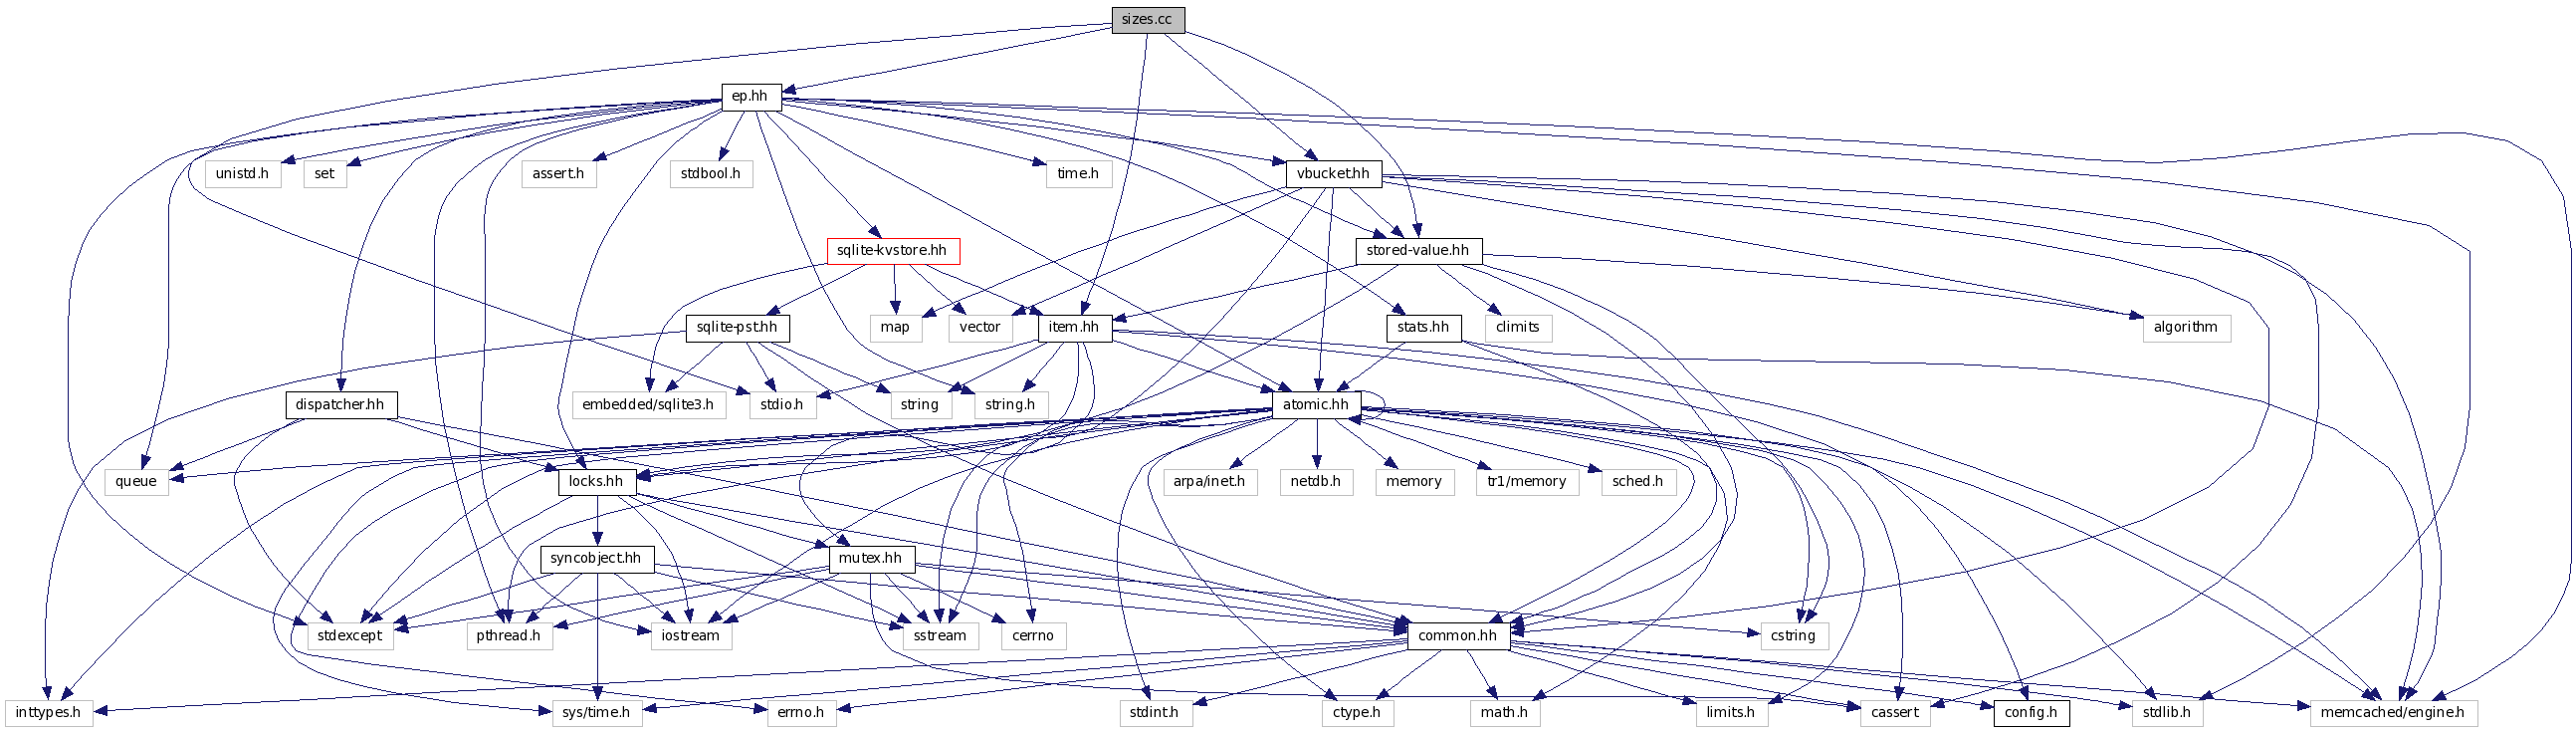 sizes.cc
ep.hh
unistd.h
set
assert.h
stdbool.h
time.h
vbucket.hh
sqlite-kvstore.hh
stored-value.hh
sqlite-pst.hh
map
vector
item.hh
stats.hh
climits
algorithm
dispatcher.hh
embedded/sqlite3.h
stdio.h
string
string.h
atomic.hh
queue
locks.hh
arpa/inet.h
netdb.h
memory
tr1/memory
sched.h
syncobject.hh
mutex.hh
stdexcept
pthread.h
iostream
sstream
cerrno
common.hh
cstring
inttypes.h
sys/time.h
errno.h
stdint.h
ctype.h
math.h
limits.h
cassert
config.h
stdlib.h
memcached/engine.h